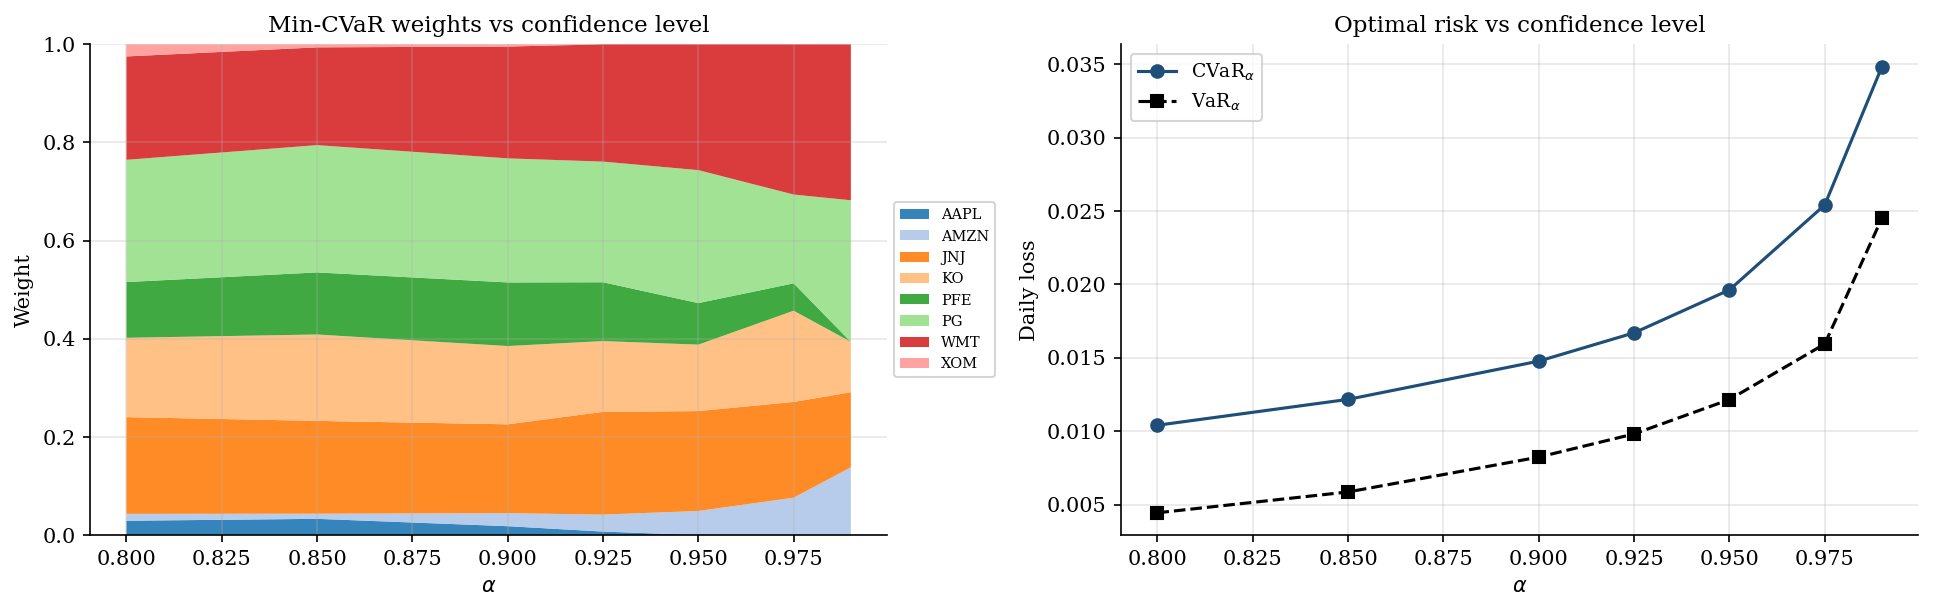 Min-CVaR weights vs confidence level
Weight
1.0
0.8
0.6
0.4
0.2
0.0
0.800 0.825 0.850 0.875 0.900 0.925 0.950 0.975
α
AAPL
AMZN
JNJ
KO
PFE
PG
WMT
XOM
Optimal risk vs confidence level
CVaRα
VaRα
Daily loss
0.035
0.030
0.025
0.020
0.015
0.010
0.005
0.800 0.825 0.850 0.875 0.900 0.925 0.950 0.975
α